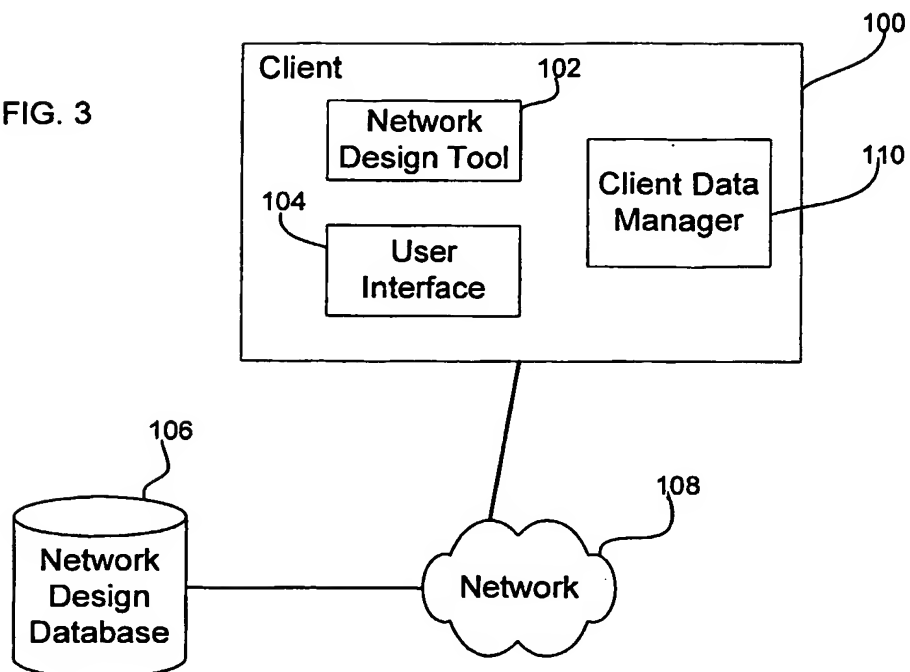 100
Client
102
FIG. 3
Network
Design Tool
110
Client Data
Manager
104
User
Interface
106
108
Network
Design
Database
Network